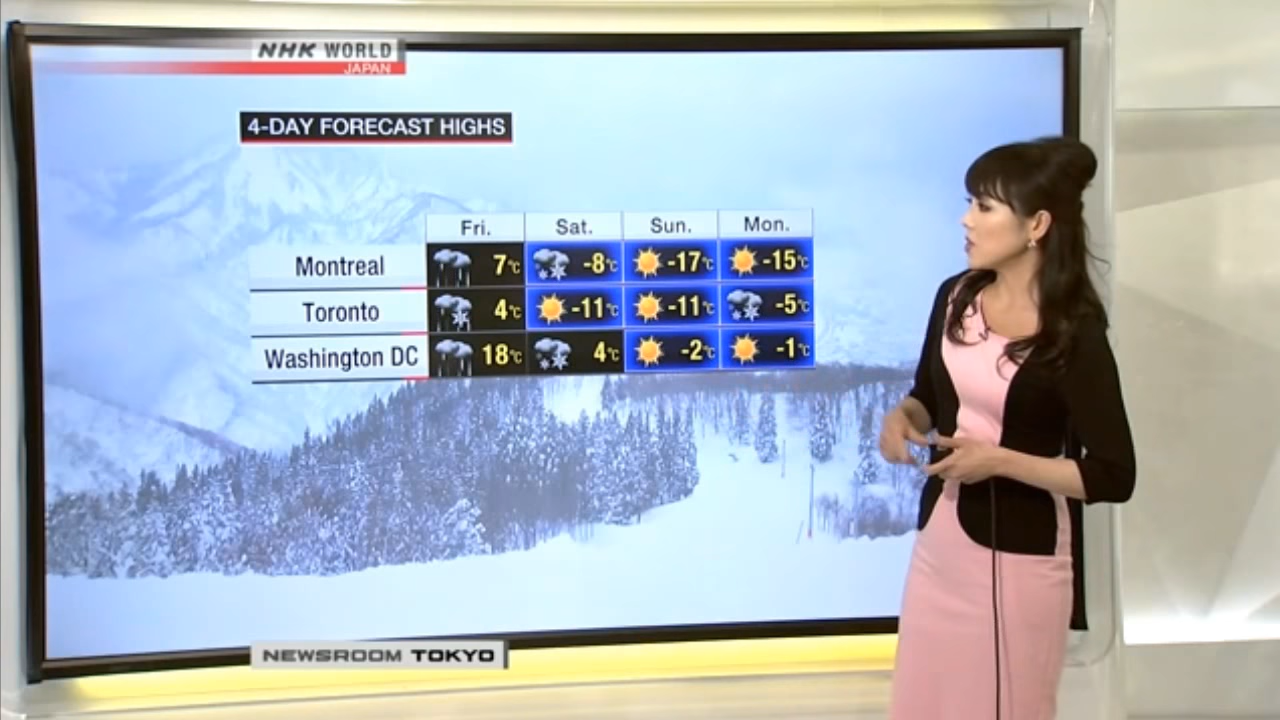 NHK WORLD
JAPAN
4-DAY FORECAST HIGHS
Fri. Sat. Sun. Mon.
Montreal 7°C -8°C -17°C -15°C
Toronto 4°C -11°C -11°C -5°C
Washington DC 18°C 4°C -2°C -1°C
NEWSROOM TOKYO